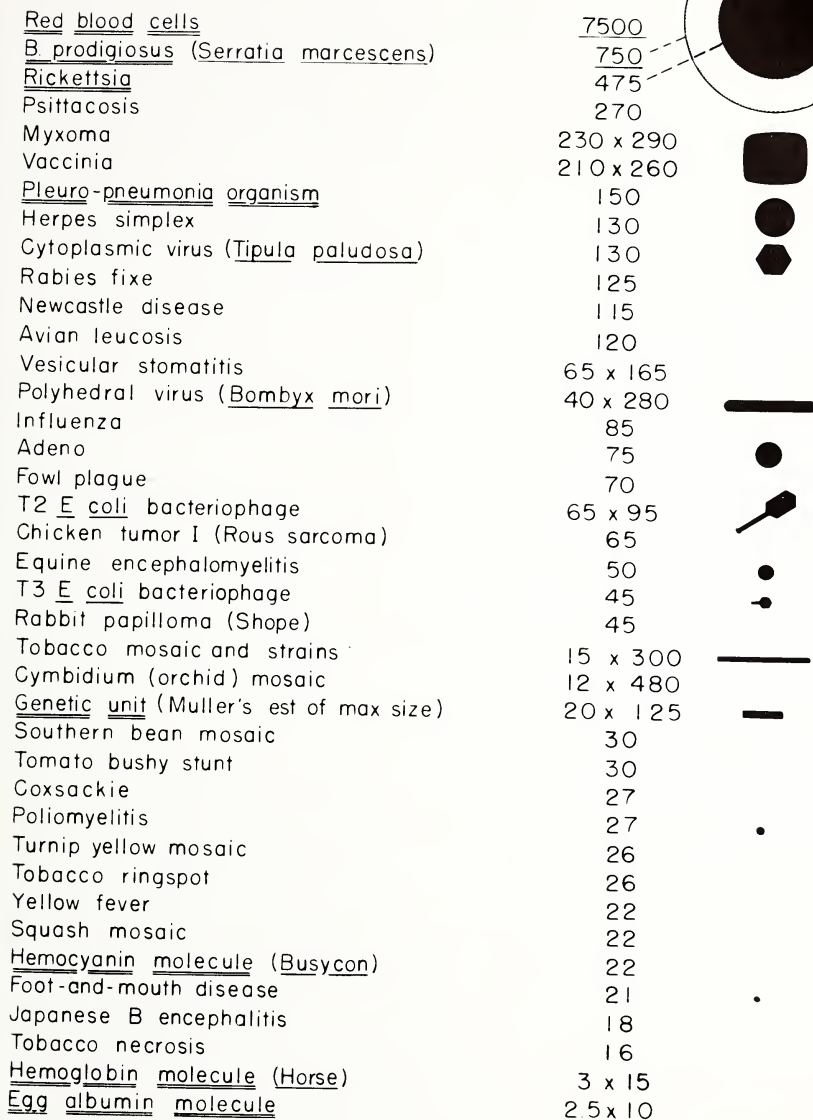 Red blood cells 7500
B. prodigiosus (Serratia marcescens) 750
Rickettsia 475
Psittacosis 270
Myxoma 230 x 290
Vaccinia 210 x 260
Pleuro-pneumonia organism 150
Herpes simplex 130
Cytoplasmic virus (Tipula paludosa) 130
Rabies fixe 125
Newcastle disease 115
Avian leucosis 120
Vesicular stomatitis 65 x 165
Polyhedral virus (Bombyx mori) 40 x 280
Influenza 85
Adeno 75
Fowl plague 70
T2 E coli bacteriophage 65 x 95
Chicken tumor I (Rous sarcoma) 65
Equine encephalomyelitis 50
T3 E coli bacteriophage 45
Rabbit papilloma (Shope) 45
Tobacco mosaic and strains 15 x 300
Cymbidium (orchid) mosaic 12 x 480
Genetic unit (Muller's est of max size) 20 x 125
Southern bean mosaic 30
Tomato bushy stunt 30
Coxsackie 27
Poliomyelitis 27
Turnip yellow mosaic 26
Tobacco ringspot 26
Yellow fever 22
Squash mosaic 22
Hemocyanin molecule (Busycon) 22
Foot-and-mouth disease 21
Japanese B encephalitis 18
Tobacco necrosis 16
Hemoglobin molecule (Horse) 3 x 15
Egg albumin molecule 2.5 x 10